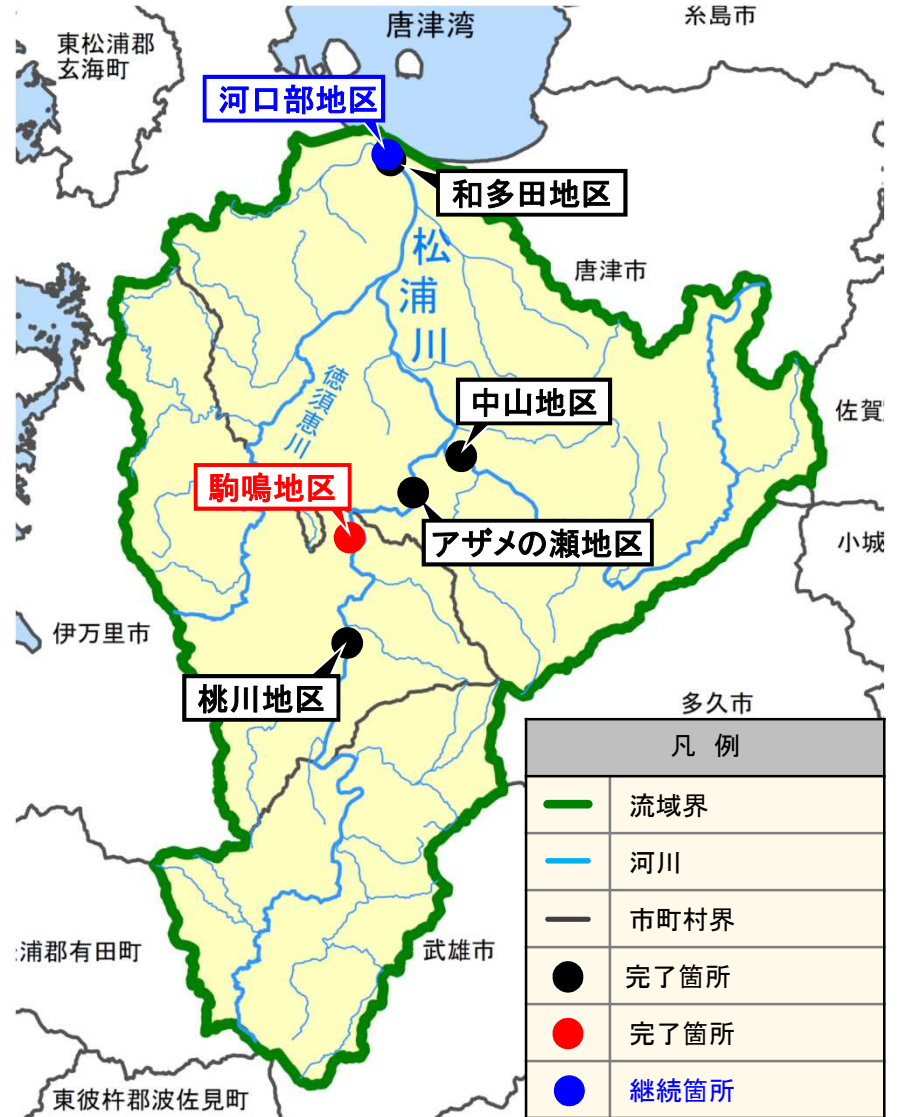 唐津湾
糸島市
東松浦郡
玄海町
河口部地区
和多田地区
松浦川
唐津市
徳須恵川
中山地区
佐賀
駒鳴地区
アザメの瀬地区
小城
伊万里市
桃川地区
多久市
凡 例
流域界
河川
市町村界
完了箇所
完了箇所
継続箇所
浦郡有田町
武雄市
東彼杵郡波佐見町